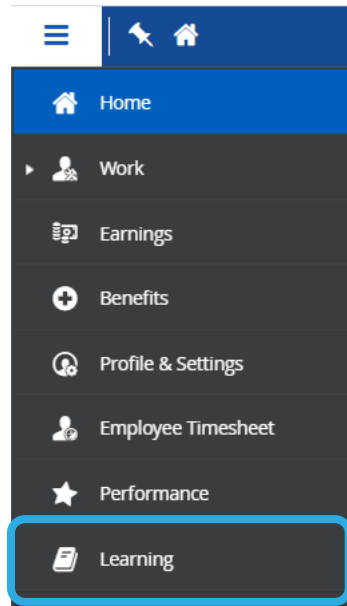 Home
Work
Earnings
Benefits
Profile & Settings
Employee Timesheet
Performance
Learning